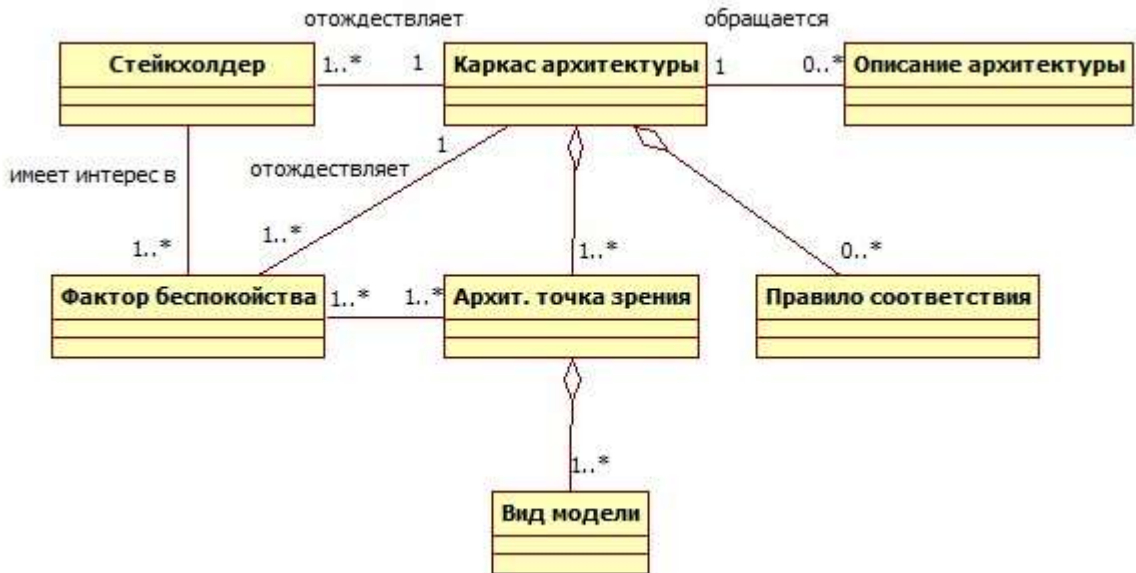 отождествляет
обращается
Стейкхолдер
1..*
1
Каркас архитектуры
1
0..*
Описание архитектуры
1
имеет интерес в
отождествляет
1..*
1..*
1..*
0..*
Фактор беспокойства
1..*
1..*
Архит. точка зрения
Правило соответствия
1..*
Вид модели